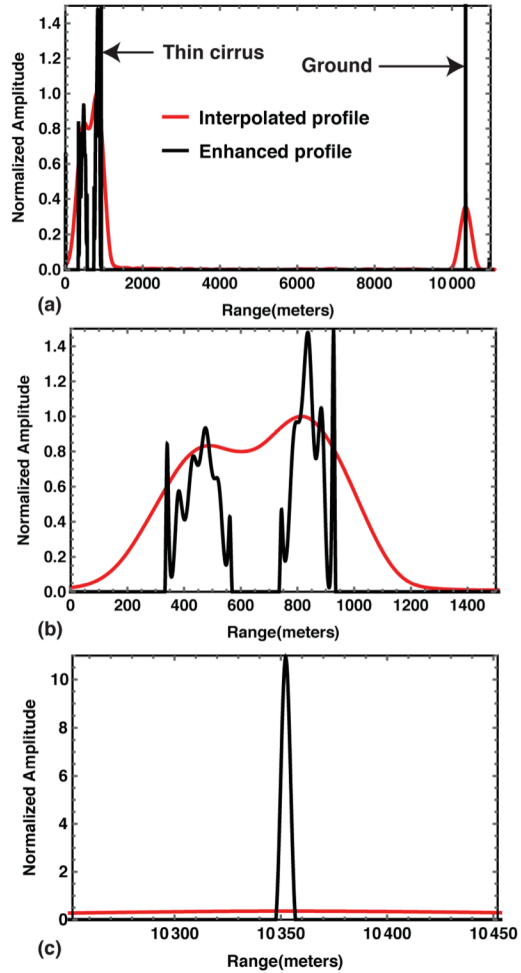 1.4
1.2
1.0
0.8
0.6
0.4
0.2
0.0
Normalized Amplitude
Thin cirrus
Ground
Interpolated profile
Enhanced profile
0 2000 4000 6000 8000 10 000
Range(meters)
(a)
1.4
1.2
1.0
0.8
0.6
0.4
0.2
0.0
Normalized Amplitude
0 200 400 600 800 1000 1200 1400
Range(meters)
(b)
10
8
6
4
2
0
Normalized Amplitude
10 300 10 350 10 400 10 450
Range(meters)
(c)